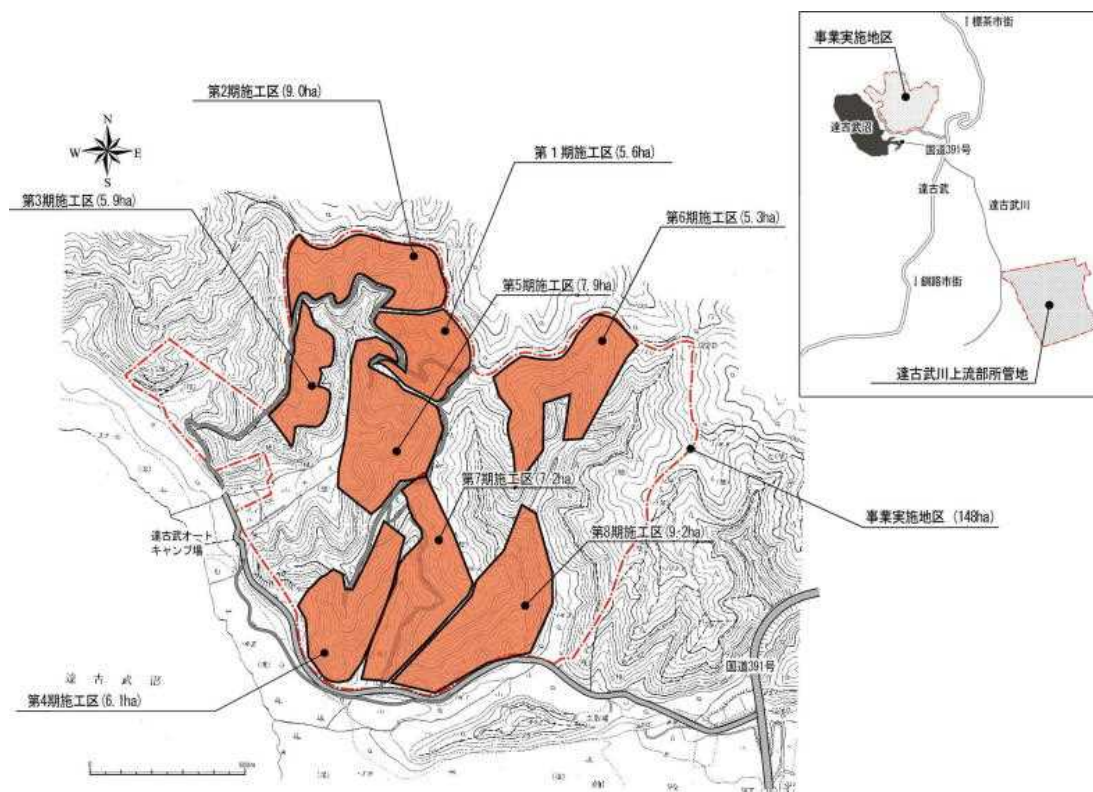 N
W
E
S
第2期施工区(9.0ha)
第1期施工区(5.6ha)
第3期施工区(5.9ha)
第6期施工区(5.3ha)
第5期施工区(7.9ha)
第7期施工区(7.2ha)
第8期施工区(9.2ha)
達古武オート
キャンプ場
事業実施地区 (148ha)
国道391号
達古武沼
第4期施工区(6.1ha)
標茶市街
事業実施地区
達古武沼
国道391号
達古武
達古武川
釧路市街
達古武川上流部所管地